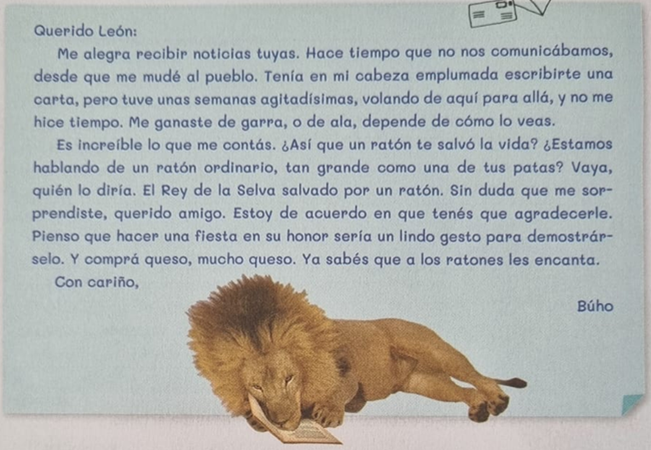 Querido León:
Me alegra recibir noticias tuyas. Hace tiempo que no nos comunicábamos,
desde que me mudé al pueblo. Tenía en mi cabeza emplumada escribirte una
carta, pero tuve unas semanas agitadísimas, volando de aquí para allá, y no me
hice tiempo. Me ganaste de garra, o de ala, depende de cómo lo veas.
Es increíble lo que me contás. ¿Así que un ratón te salvó la vida? ¿Estamos
hablando de un ratón ordinario, tan grande como una de tus patas? Vaya,
quién lo diría. El Rey de la Selva salvado por un ratón. Sin duda que me sor-
prendiste, querido amigo. Estoy de acuerdo en que tenés que agradecerle.
Pienso que hacer una fiesta en su honor sería un lindo gesto para demostrár-
selo. Y comprá queso, mucho queso. Ya sabés que a los ratones les encanta.
Con cariño,
Búho